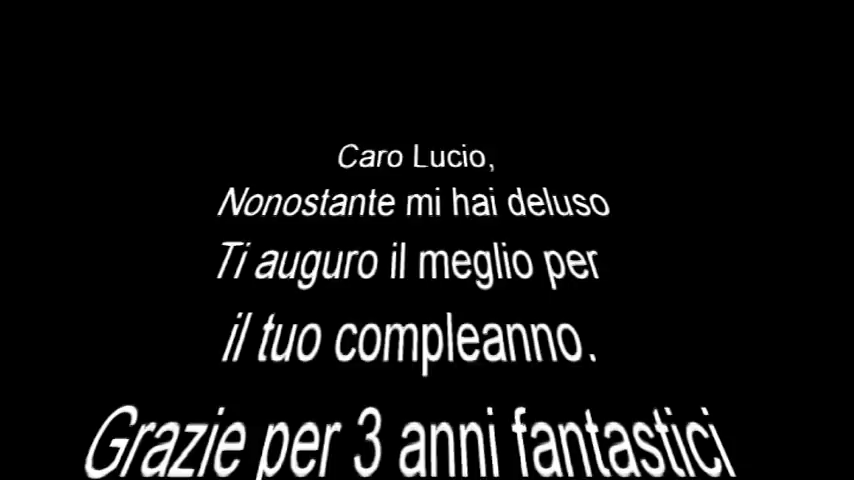 Caro Lucio,
Nonostante mi hai deluso
Ti auguro il meglio per
il tuo compleanno.
Grazie per 3 anni fantastici